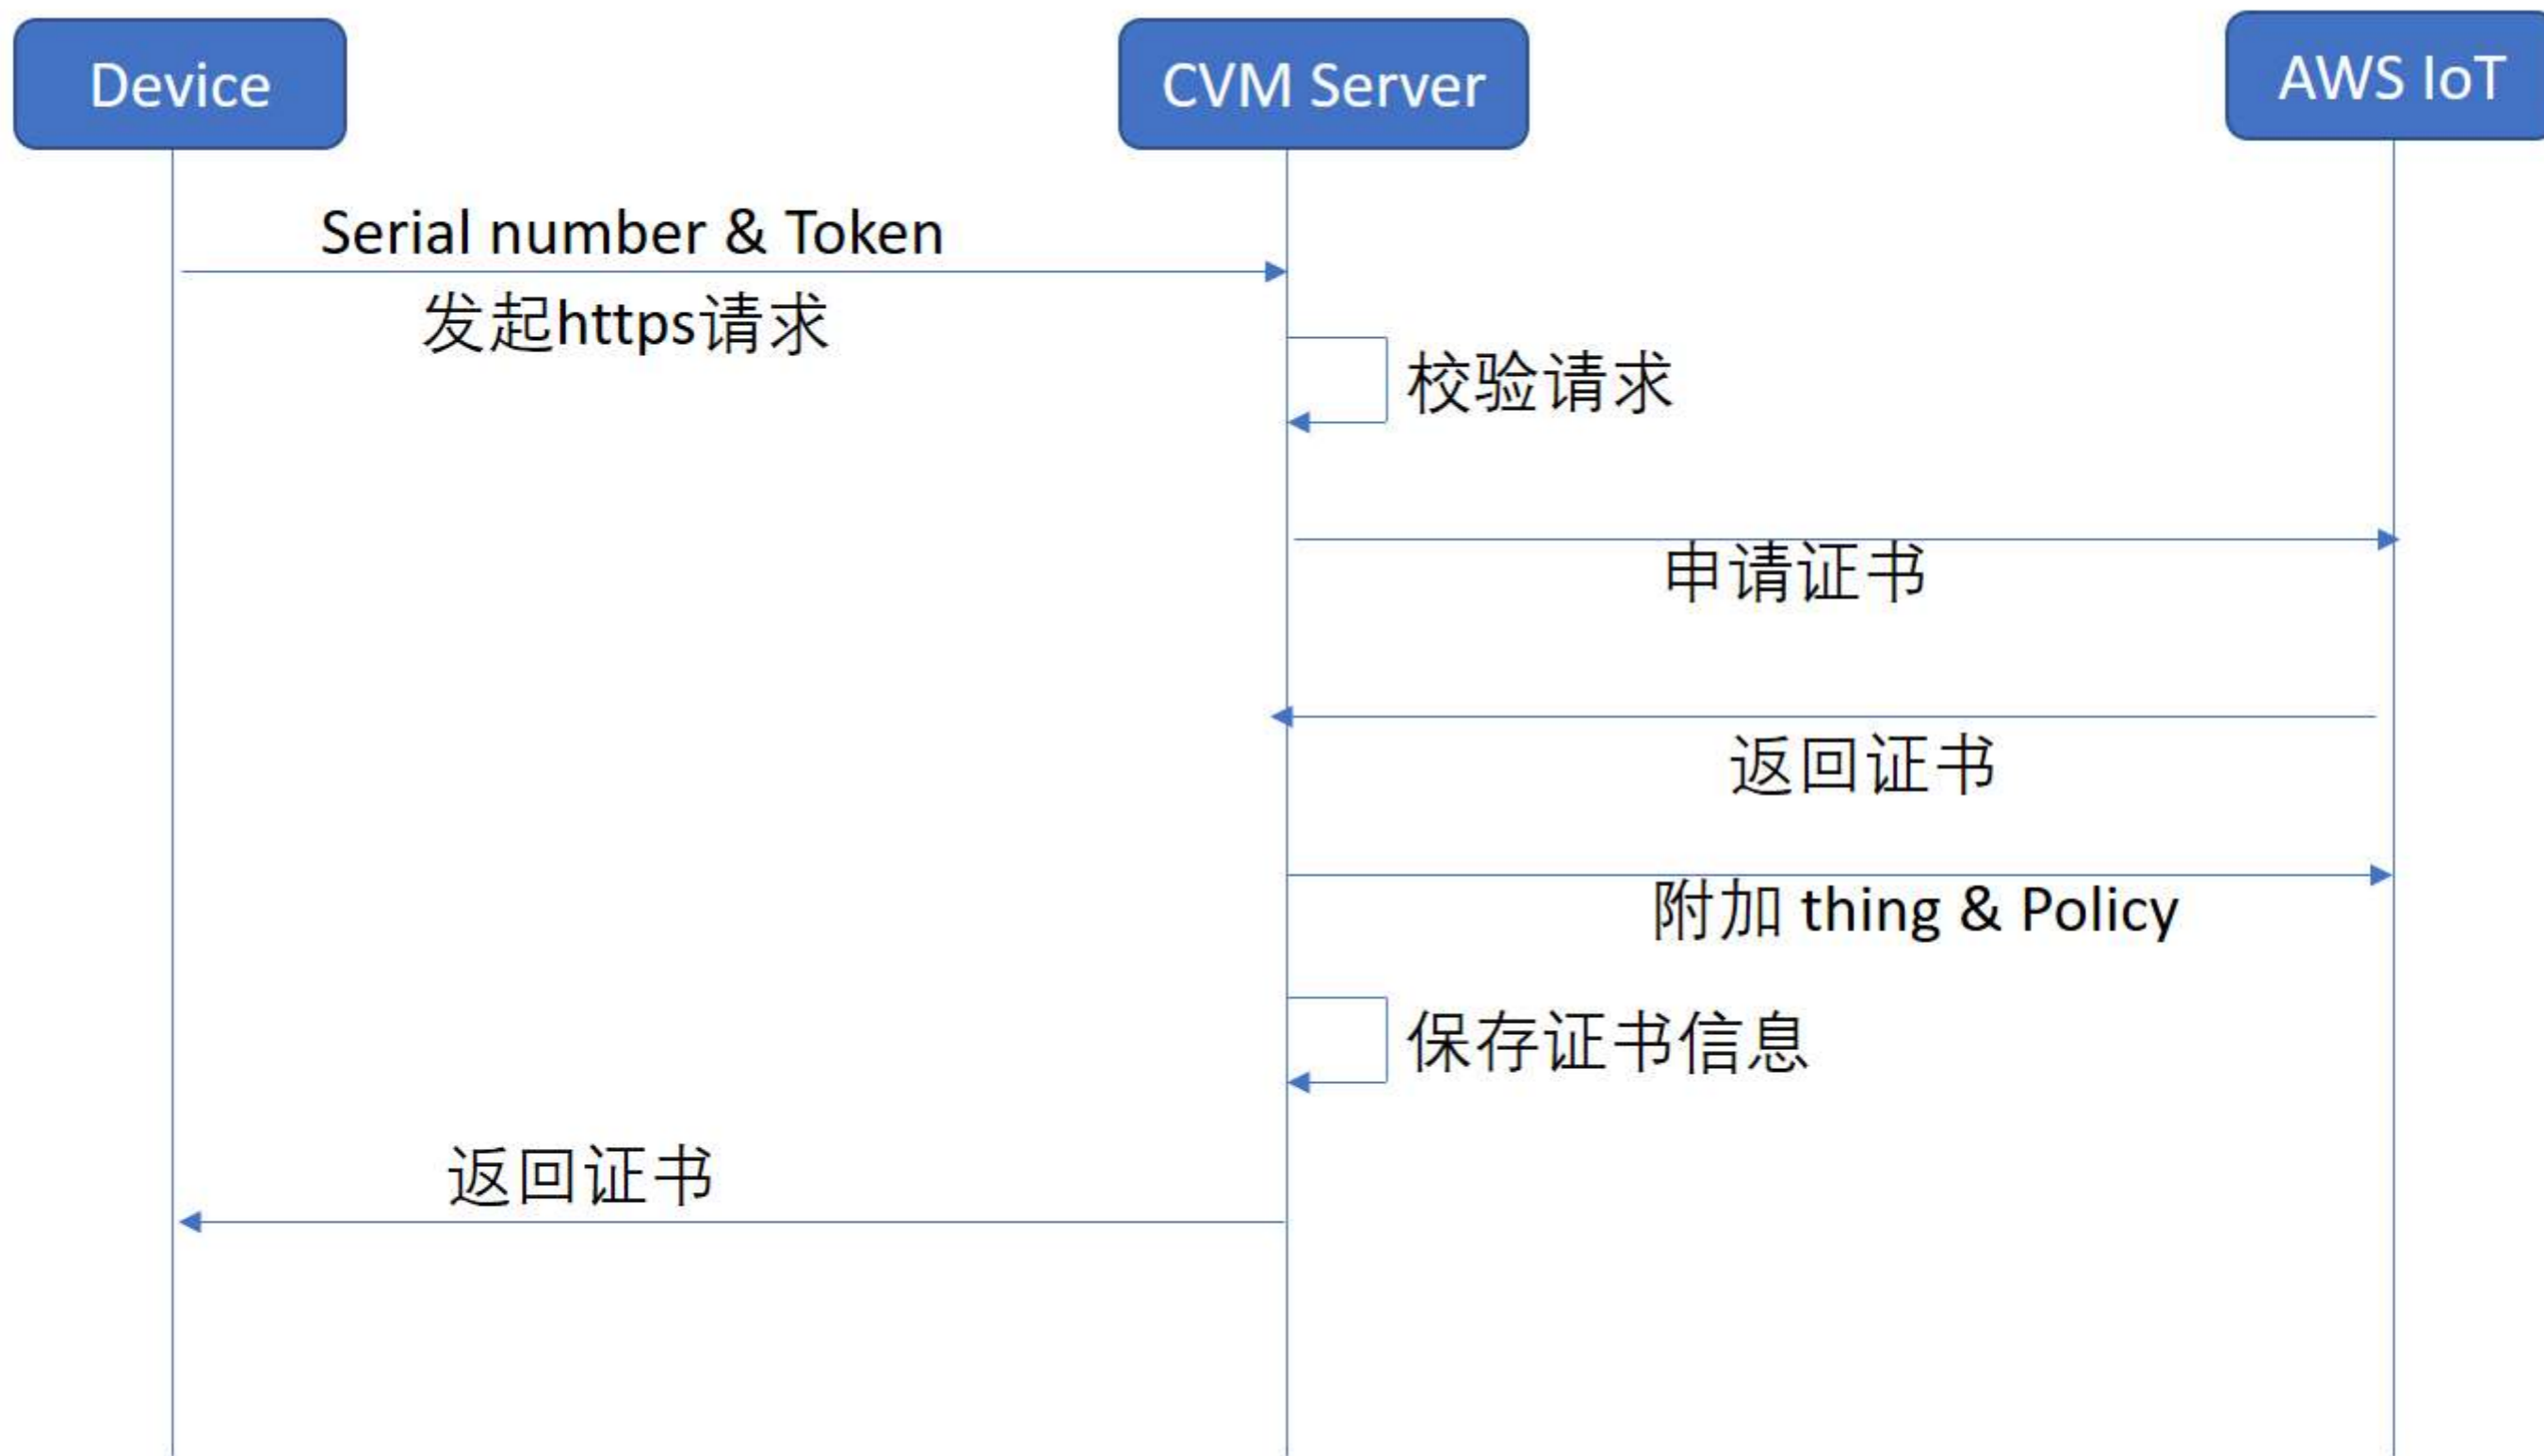 Device
CVM Server
AWS IoT
Serial number & Token
发起https请求
校验请求
申请证书
返回证书
附加 thing & Policy
保存证书信息
返回证书